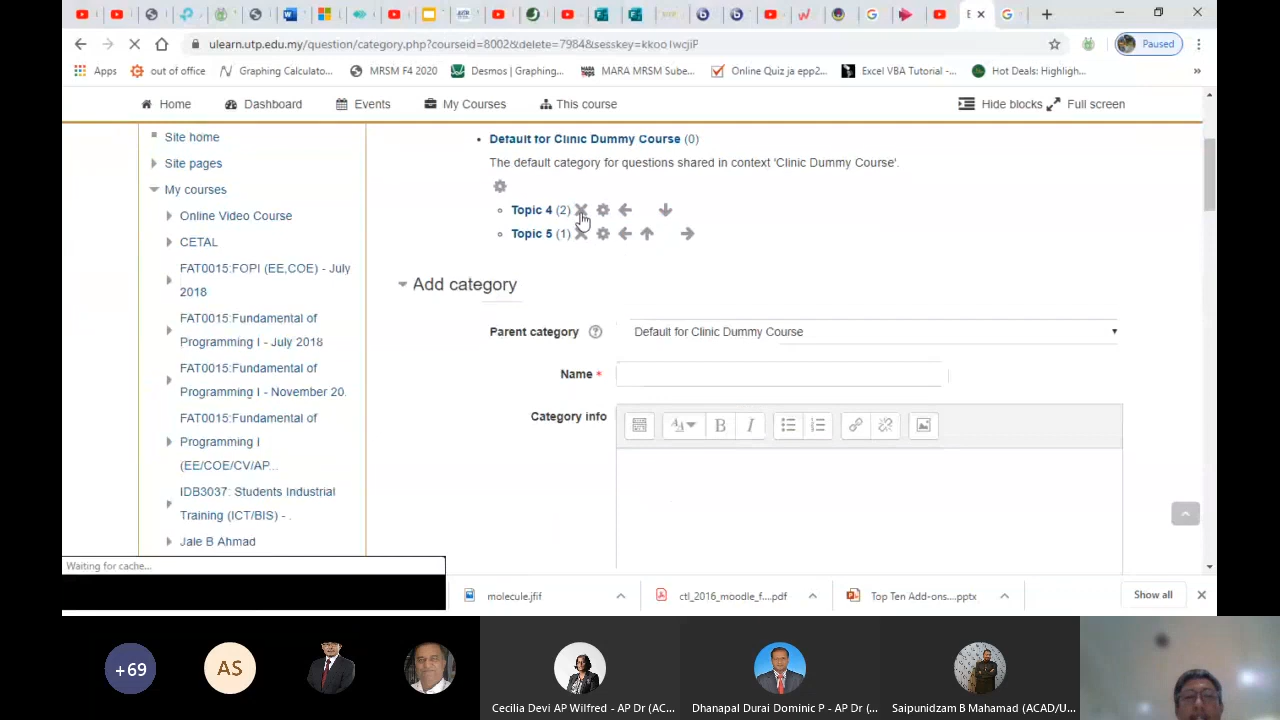 E
ulearn.utp.edu.my/question/category.php?courseid=8002&delete=7984&sesskey=kkoo1wcjiP
Paused
Apps
out of office
Graphing Calculato...
MRSM F4 2020
Desmos | Graphing...
MARA MRSM Sube...
Online Quiz ja epp2...
Excel VBA Tutorial -...
Hot Deals: Highligh...
»
Home
Dashboard
Events
My Courses
This course
Hide blocks
Full screen
Site home
Site pages
My courses
Online Video Course
CETAL
FAT0015:FOPI (EE,COE) - July
2018
FAT0015:Fundamental of
Programming I - July 2018
FAT0015:Fundamental of
Programming I - November 20.
FAT0015:Fundamental of
Programming I
(EE/COE/CV/AP...
IDB3037: Students Industrial
Training (ICT/BIS) - .
Jale B Ahmad
Default for Clinic Dummy Course (0)
The default category for questions shared in context 'Clinic Dummy Course'.
Topic 4 (2)
Topic 5 (1)
Add category
Parent category
Default for Clinic Dummy Course
Name *
Category info
B
I
Waiting for cache...
molecule.jfif
ctl_2016_moodle_f....pdf
Top Ten Add-ons....pptx
Show all
+69
AS
Cecilia Devi AP Wilfred - AP Dr (AC...
Dhanapal Durai Dominic P - AP Dr (...
Saipunidzam B Mahamad (ACAD/U...